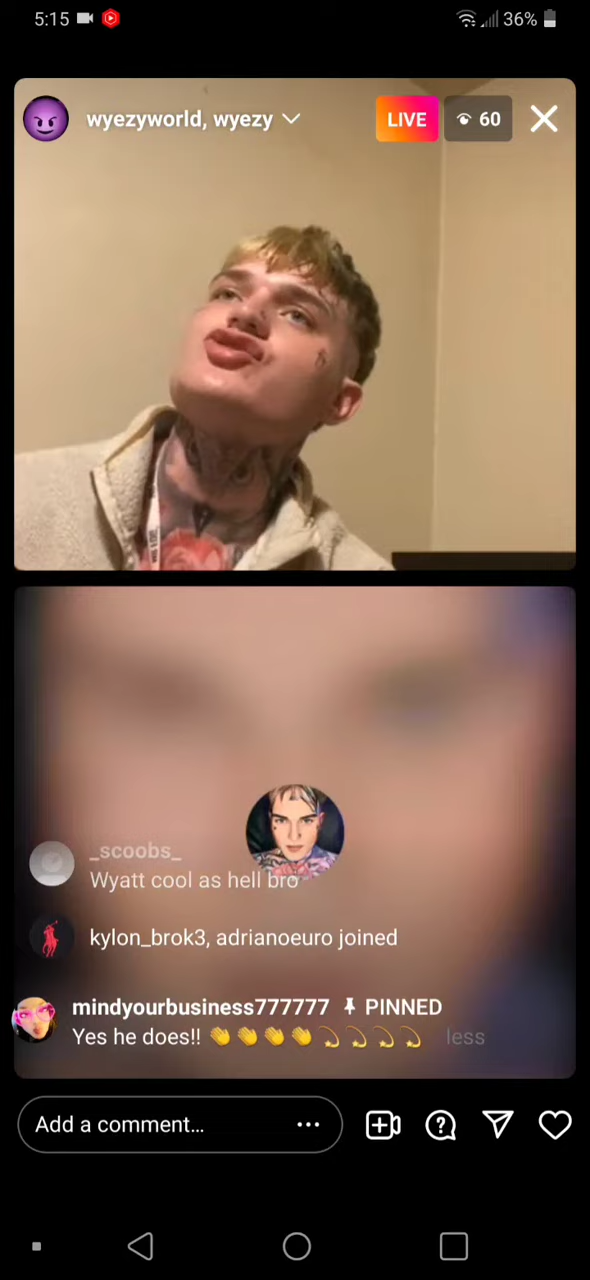 5:15
36%
wyezyworld, wyezy
LIVE
60
_scoobs_
Wyatt cool as hell bro
kylon_brok3, adrianoeuro joined
mindyourbusiness777777 PINNED
Yes he does!! 👏👏👏👏💫💫💫💫 less
Add a comment...